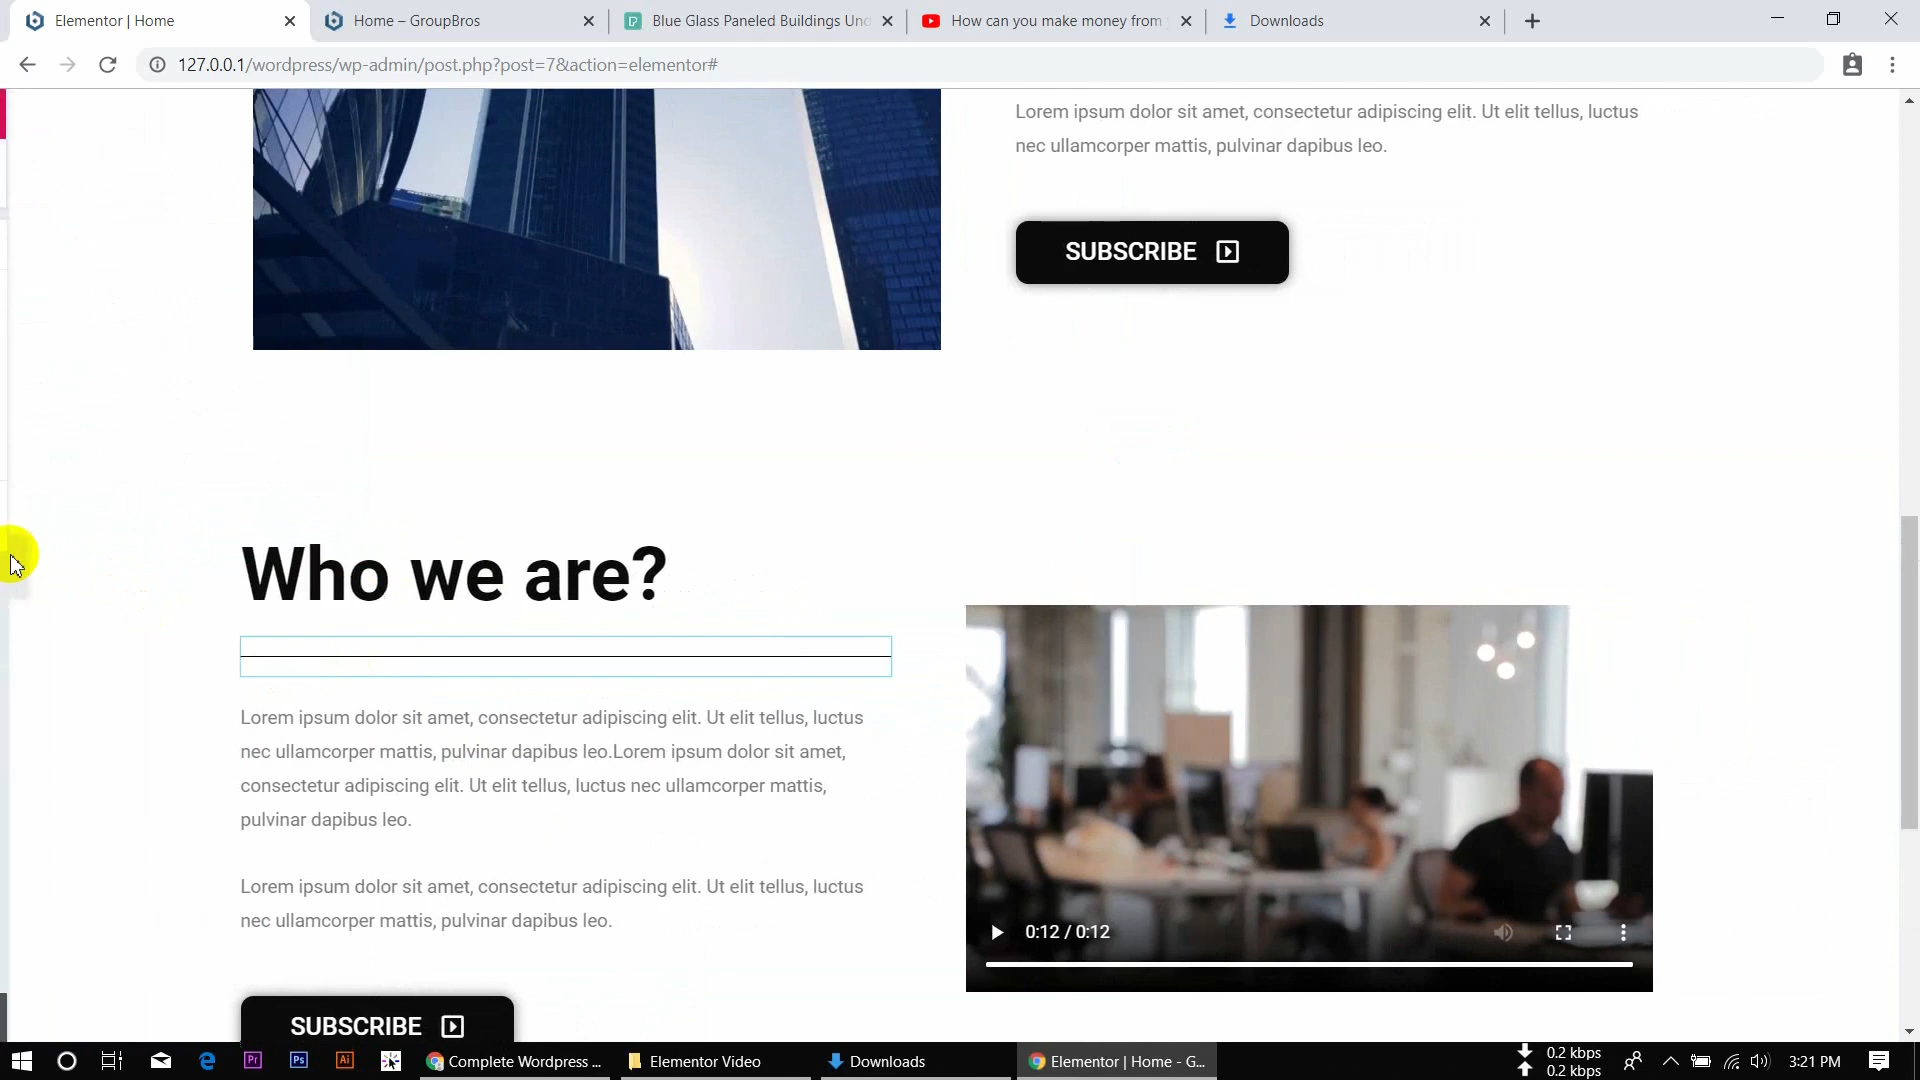 Elementor | Home
Home – GroupBros
Blue Glass Paneled Buildings Und
How can you make money from
Downloads
127.0.0.1/wordpress/wp-admin/post.php?post=7&action=elementor#
Lorem ipsum dolor sit amet, consectetur adipiscing elit. Ut elit tellus, luctus
nec ullamcorper mattis, pulvinar dapibus leo.
SUBSCRIBE
Who we are?
Lorem ipsum dolor sit amet, consectetur adipiscing elit. Ut elit tellus, luctus
nec ullamcorper mattis, pulvinar dapibus leo.Lorem ipsum dolor sit amet,
consectetur adipiscing elit. Ut elit tellus, luctus nec ullamcorper mattis,
pulvinar dapibus leo.
Lorem ipsum dolor sit amet, consectetur adipiscing elit. Ut elit tellus, luctus
nec ullamcorper mattis, pulvinar dapibus leo.
0:12 / 0:12
SUBSCRIBE
Pr
Ps
Ai
Complete Wordpress ...
Elementor Video
Downloads
Elementor | Home - G...
0.2 kbps
0.2 kbps
3:21 PM